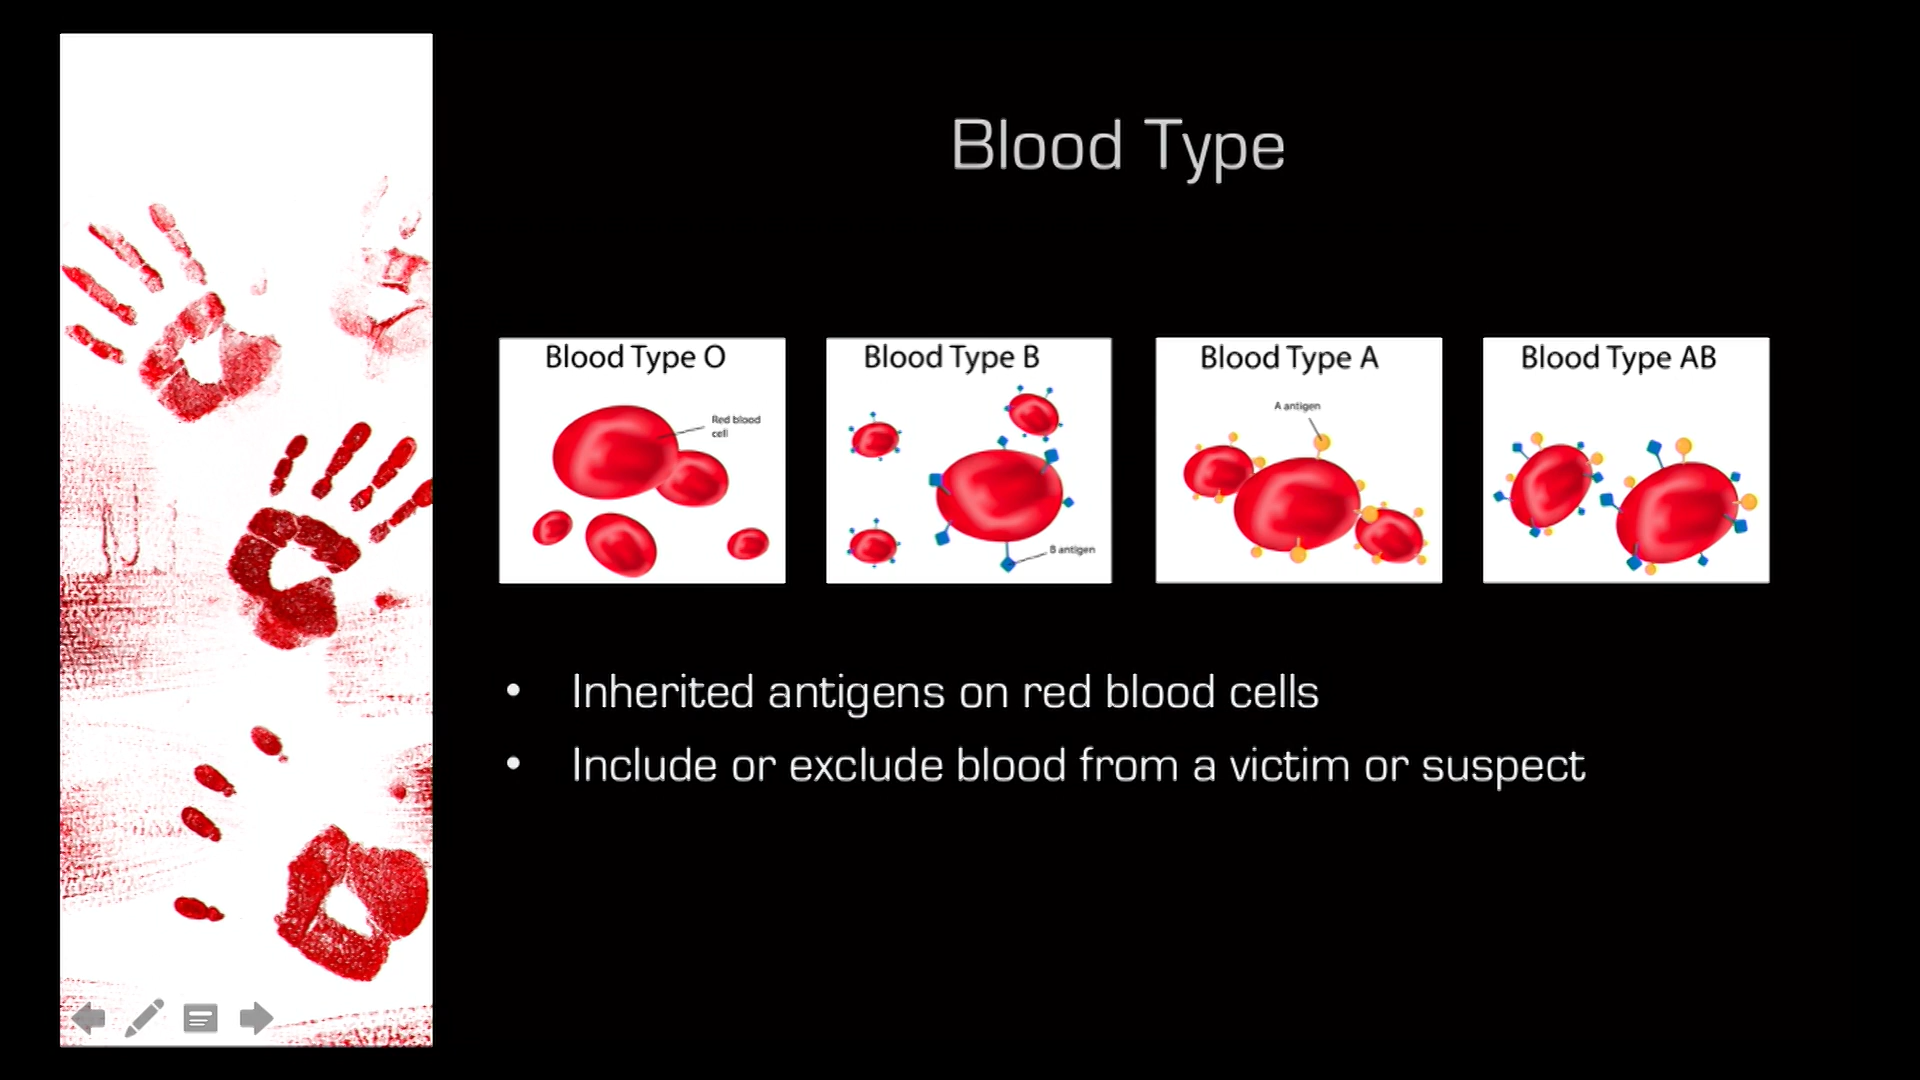 Blood Type
Blood Type O
Red blood
cell
Blood Type B
B antigen
Blood Type A
A antigen
Blood Type AB
• Inherited antigens on red blood cells
• Include or exclude blood from a victim or suspect